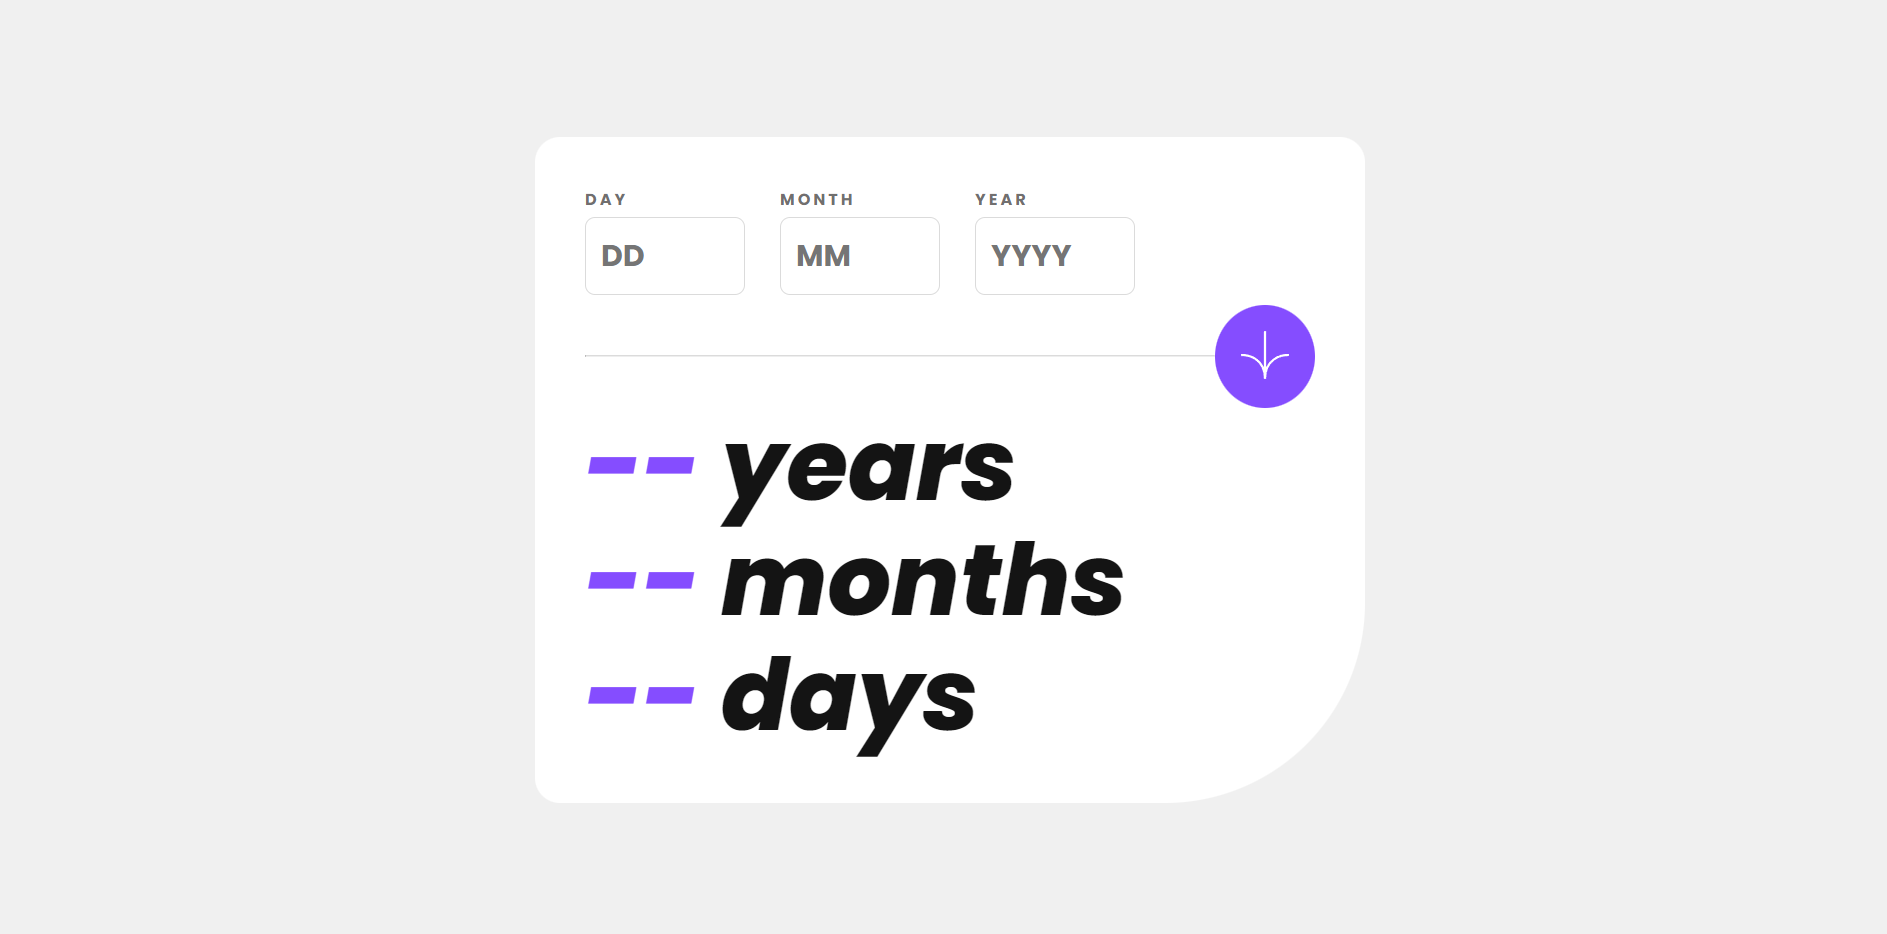 DAY MONTH YEAR
DD MM YYYY
-- years
-- months
-- days